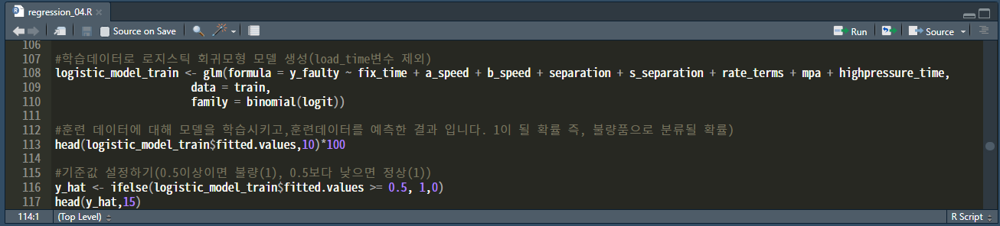 regression_04.R
Source on Save
Run
Source
106
107 #학습데이터로 로지스틱 회귀모형 모델 생성(load_time변수 제외)
108 logistic_model_train <- glm(formula = y_faulty ~ fix_time + a_speed + b_speed + separation + s_separation + rate_terms + mpa + highpressure_time,
109 data = train,
110 family = binomial(logit))
111
112 #훈련 데이터에 대해 모델을 학습시키고,훈련데이터를 예측한 결과 입니다. 1이 될 확률 즉, 불량품으로 분류될 확률)
113 head(logistic_model_train$fitted.values,10)*100
114
115 #기준값 설정하기(0.5이상이면 불량(1), 0.5보다 낮으면 정상(1))
116 y_hat <- ifelse(logistic_model_train$fitted.values >= 0.5, 1,0)
117 head(y_hat,15)
114:1 (Top Level) R Script